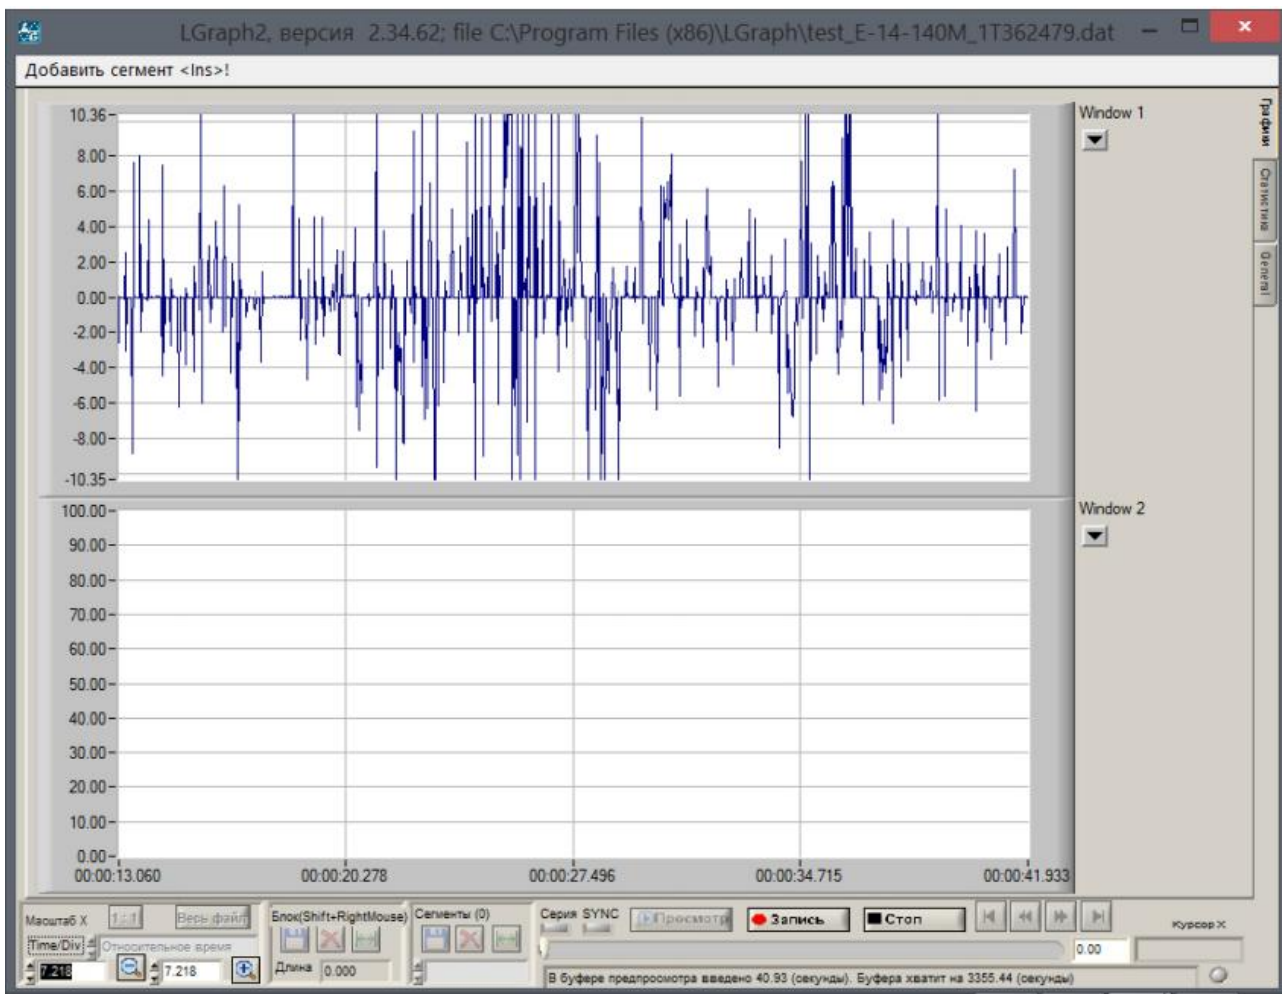 LGraph2, версия 2.34.62; file C:\Program Files (x86)\LGraph\test_E-14-140M_1T362479.dat
Добавить сегмент <Ins>!
10.36
8.00
6.00
4.00
2.00
0.00
-2.00
-4.00
-6.00
-8.00
-10.35
Window 1
Графики
Статистика
General
100.00
90.00
80.00
70.00
60.00
50.00
40.00
30.00
20.00
10.00
0.00
Window 2
00:00:13.060 00:00:20.278 00:00:27.496 00:00:34.715 00:00:41.933
Масштаб X 1:1 Весь файл
Time/Div Относительное время
7.218 7.218
Блок(Shift+RightMouse)
Длина 0.000
Сегменты (0)
Серия SYNC Просмотр Запись Стоп
0.00
Курсор X
В буфере предпросмотра введено 40.93 (секунды). Буфера хватит на 3355.44 (секунды)